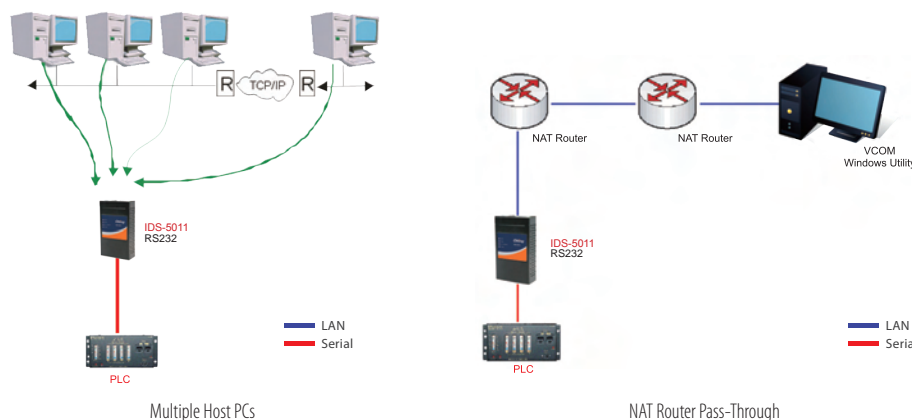 R
TCP/IP
R
IDS-5011
RS232
LAN
Serial
PLC
Multiple Host PCs
NAT Router
NAT Router
VCOM
Windows Utility
IDS-5011
RS232
LAN
Serial
PLC
NAT Router Pass-Through